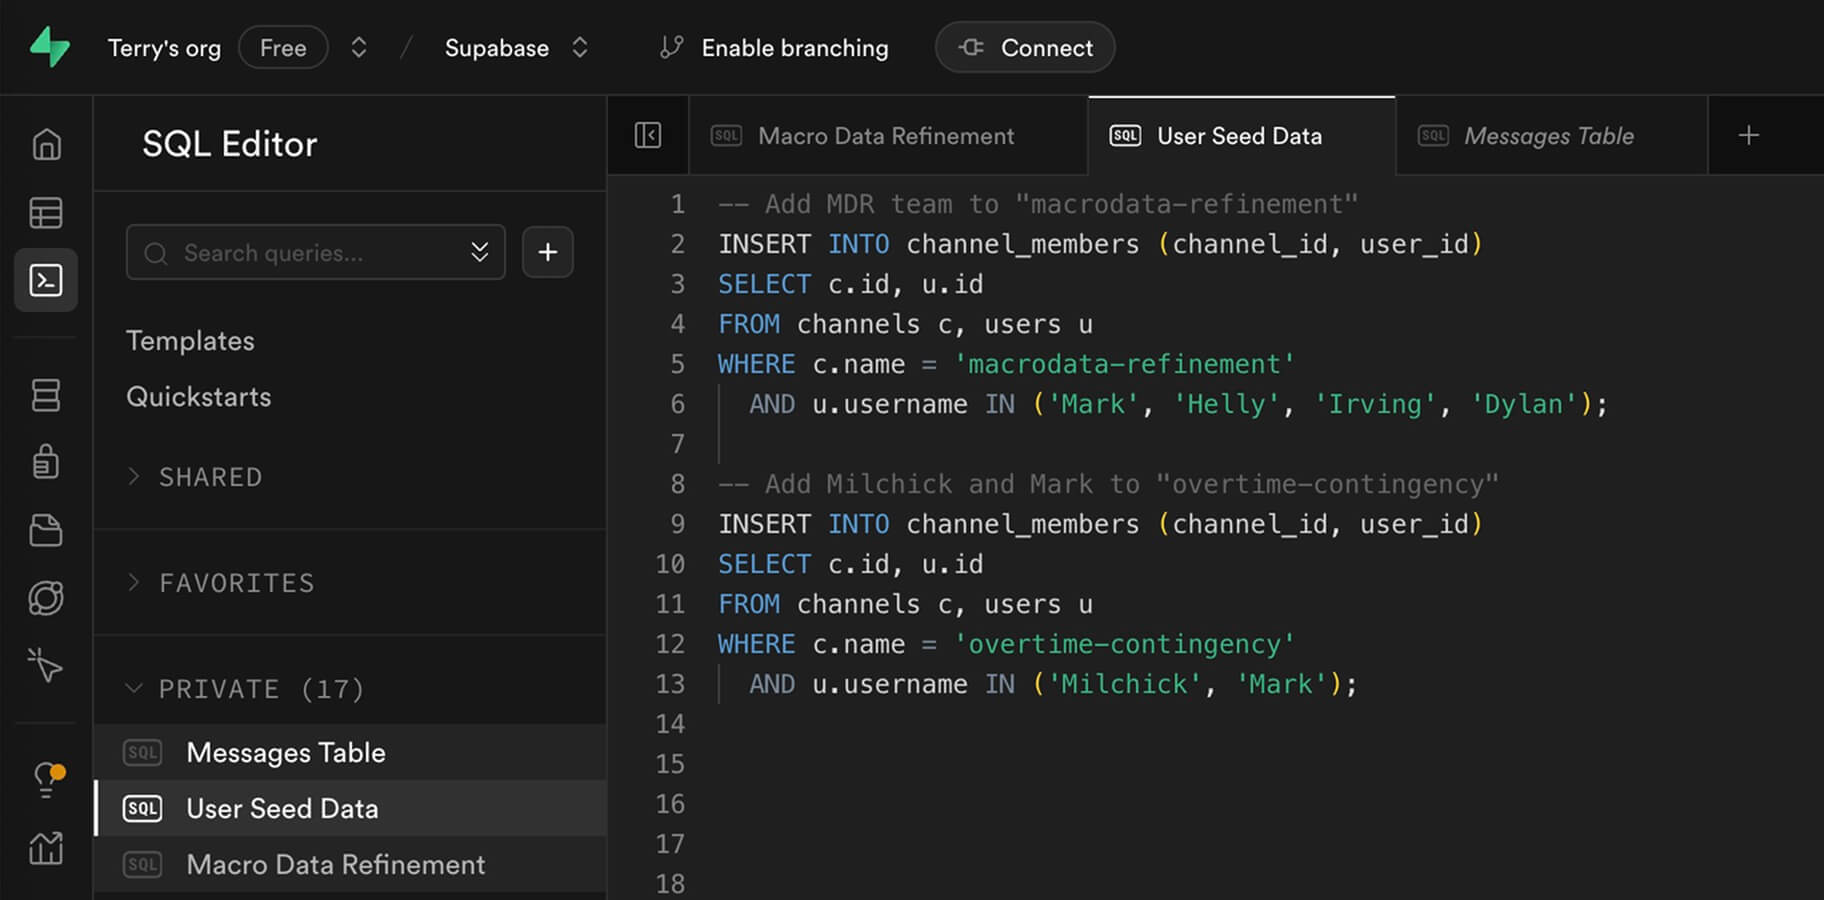 Terry's org Free / Supabase Enable branching Connect
SQL Editor
Search queries...
Templates
Quickstarts
SHARED
FAVORITES
PRIVATE (17)
SQL Messages Table
SQL User Seed Data
SQL Macro Data Refinement
SQL Macro Data Refinement SQL User Seed Data SQL Messages Table
1 -- Add MDR team to "macrodata-refinement"
2 INSERT INTO channel_members (channel_id, user_id)
3 SELECT c.id, u.id
4 FROM channels c, users u
5 WHERE c.name = 'macrodata-refinement'
6 AND u.username IN ('Mark', 'Helly', 'Irving', 'Dylan');
7
8 -- Add Milchick and Mark to "overtime-contingency"
9 INSERT INTO channel_members (channel_id, user_id)
10 SELECT c.id, u.id
11 FROM channels c, users u
12 WHERE c.name = 'overtime-contingency'
13 AND u.username IN ('Milchick', 'Mark');
14
15
16
17
18